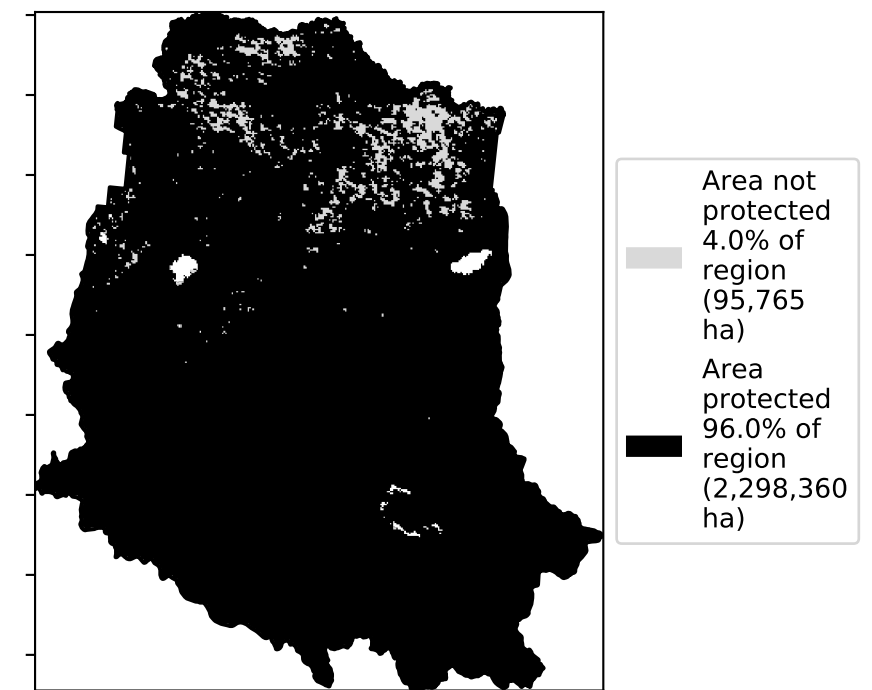 Area not
protected
4.0% of
region
(95,765
ha)
Area
protected
96.0% of
region
(2,298,360
ha)